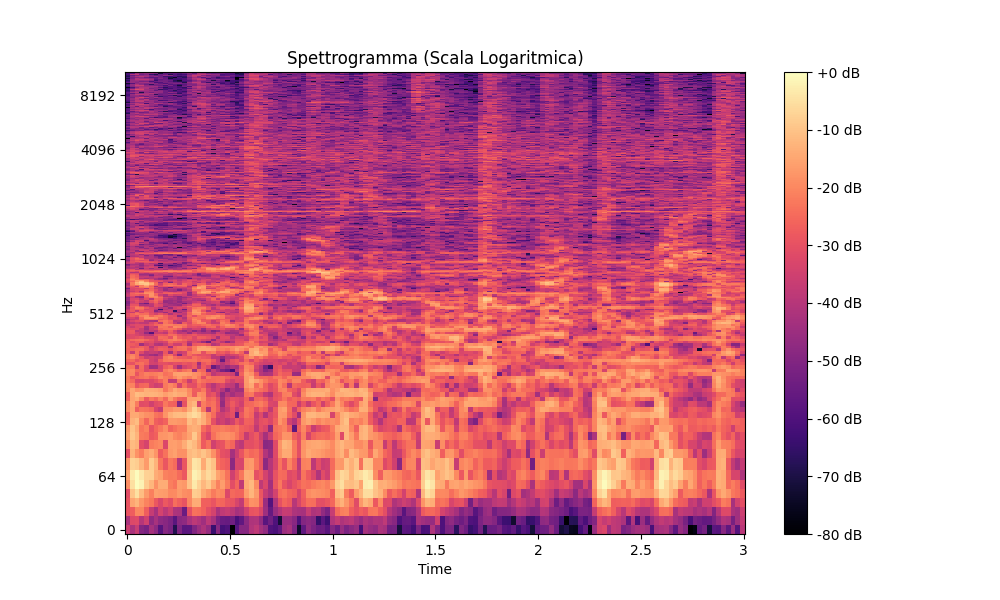 Spettrogramma (Scala Logaritmica)
8192
4096
2048
1024
512
256
128
64
0
Hz
0
0.5
1
1.5
2
2.5
3
Time
+0 dB
-10 dB
-20 dB
-30 dB
-40 dB
-50 dB
-60 dB
-70 dB
-80 dB